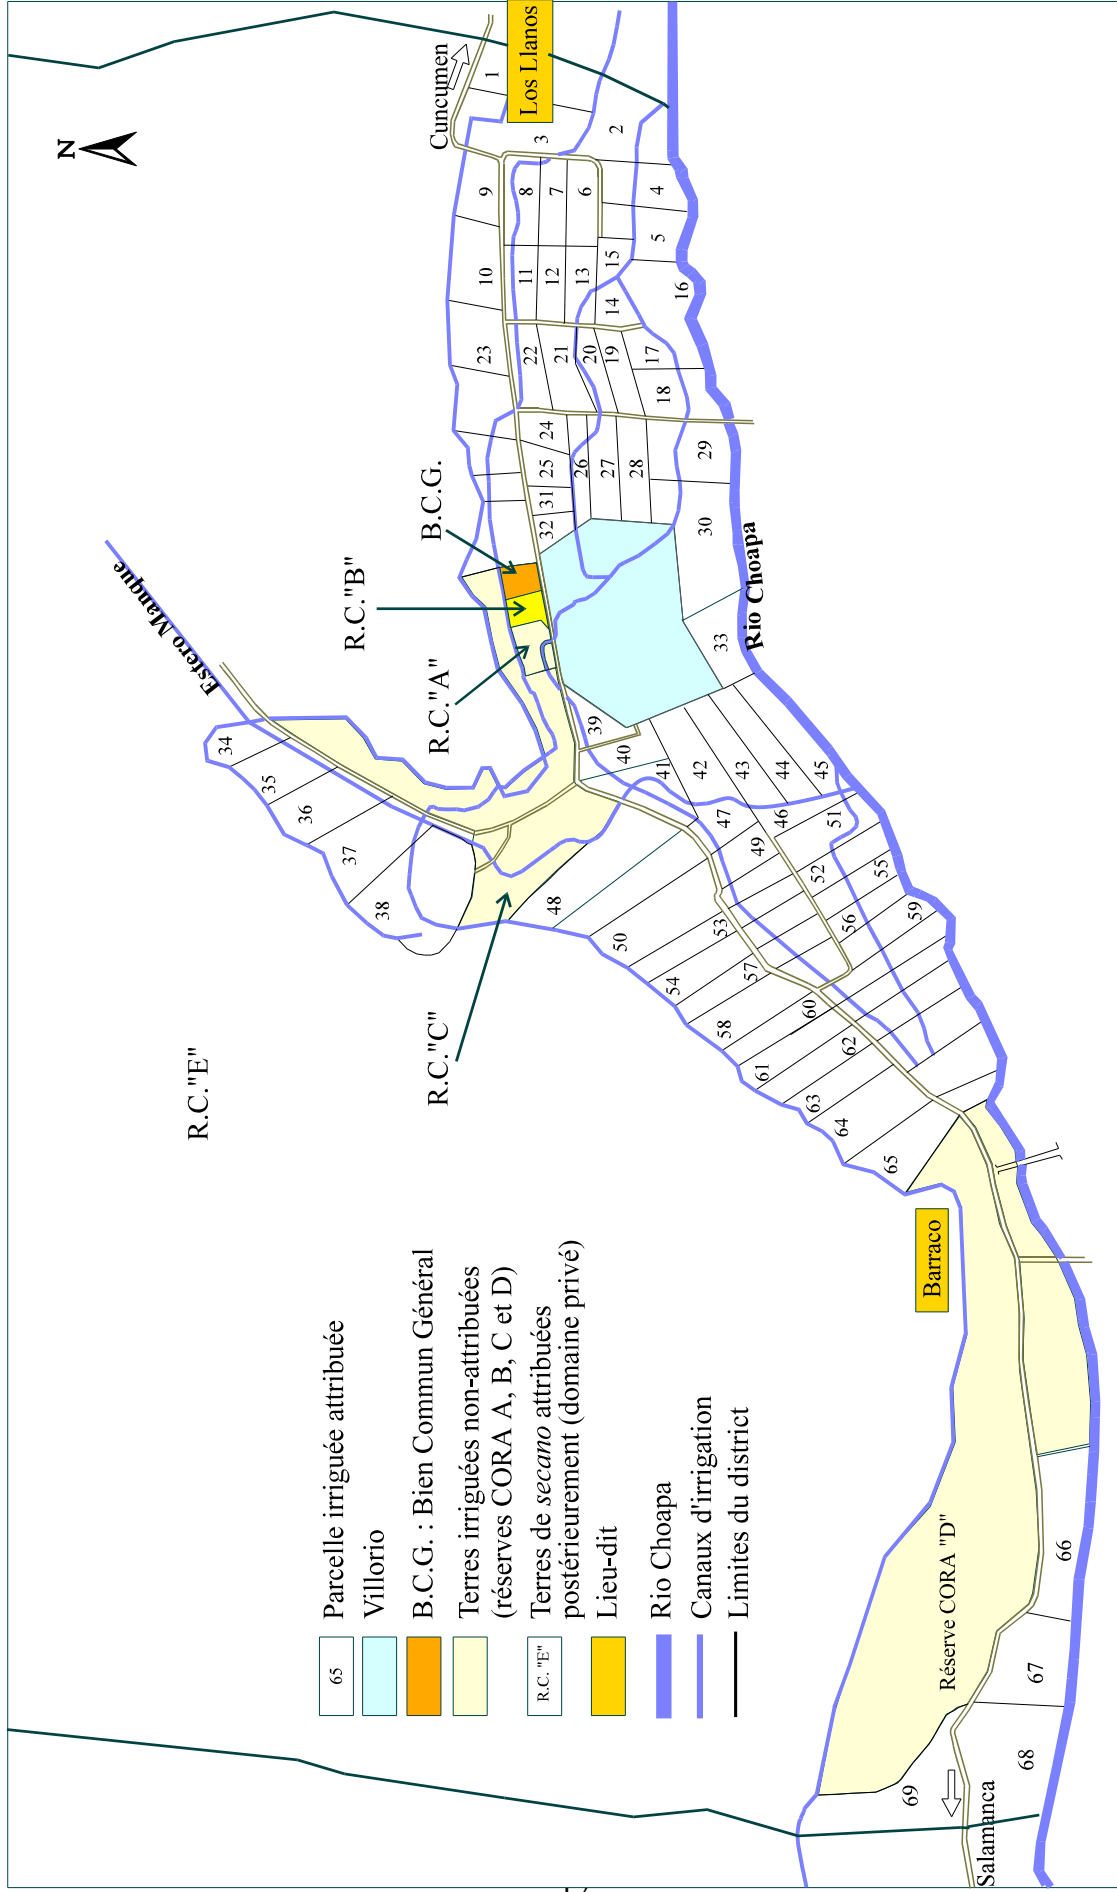 N
Cuncumen
Los Llanos
1
2
3
4
5
6
7
8
9
10
11
12
13
14
15
16
17
18
19
20
21
22
23
24
25
26
27
28
29
30
31
32
33
34
35
36
37
38
39
40
41
42
43
44
45
46
47
48
49
50
51
52
53
54
55
56
57
58
59
60
61
62
63
64
65
66
67
68
69
Estero Manque
B.C.G.
R.C."B"
R.C."A"
R.C."C"
R.C."E"
Rio Choapa
Barraco
Réserve CORA "D"
Salamanca
65
Parcelle irriguée attribuée
Villorio
B.C.G. : Bien Commun Général
Terres irriguées non-attribuées
(réserves CORA A, B, C et D)
R.C. "E"
Terres de secano attribuées
postérieurement (domaine privé)
Lieu-dit
Rio Choapa
Canaux d'irrigation
Limites du district